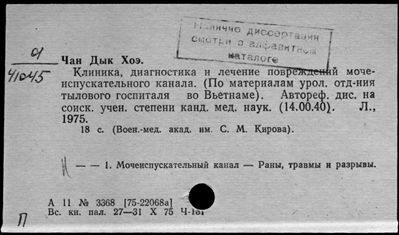 Наличие диссертации
смотри в алфавитном
каталоге
61
41045
Чан Дык Хоэ.
Клиника, диагностика и лечение повреждений моче-
испускательного канала. (По материалам урол. отд-ния
тылового госпиталя во Вьетнаме). Автореф. дис. на
соиск. учен. степени канд. мед. наук. (14.00.40). Л.,
1975.
18 с. (Воен.-мед. акад. им. С. М. Кирова).
— — 1. Мочеиспускательный канал — Раны, травмы и разрывы.
А 11 № 3368 [75-22068а]
Вс. кн. пал. 27—31 X 75 Ч-181
П